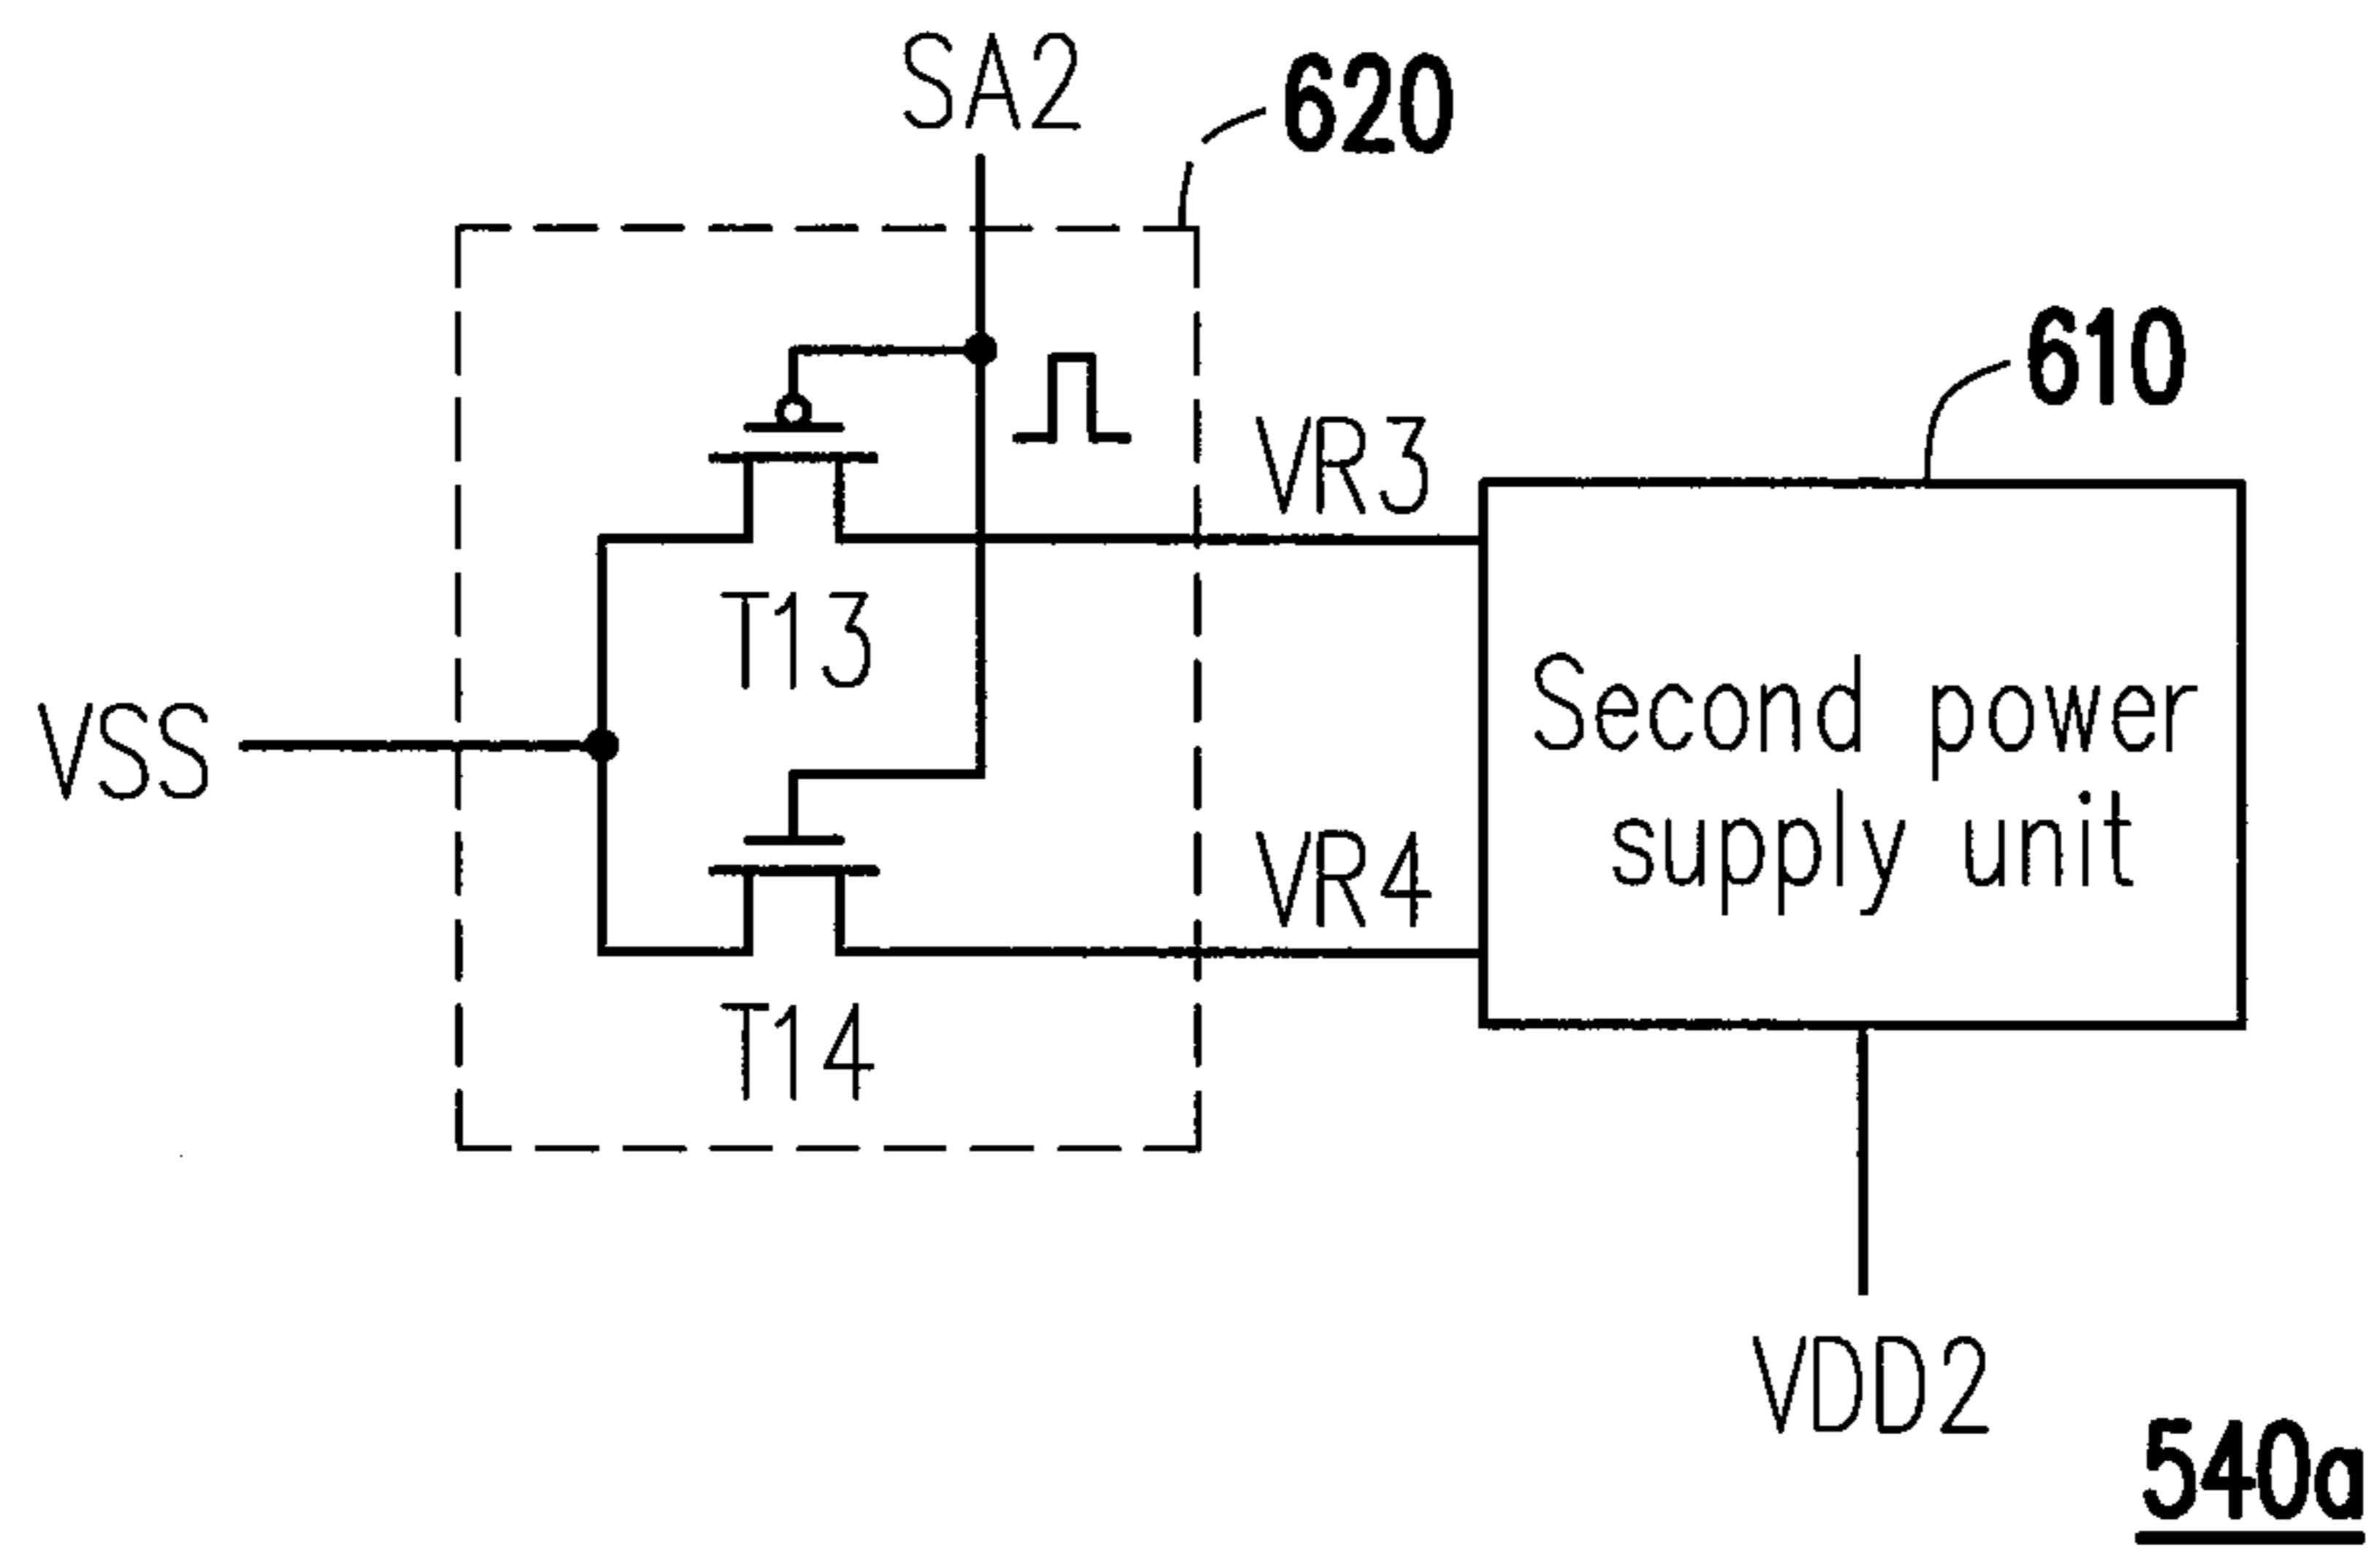 SA2
620
610
VR3
T13
VSS
Second power
supply unit
VR4
T14
VDD2
540a